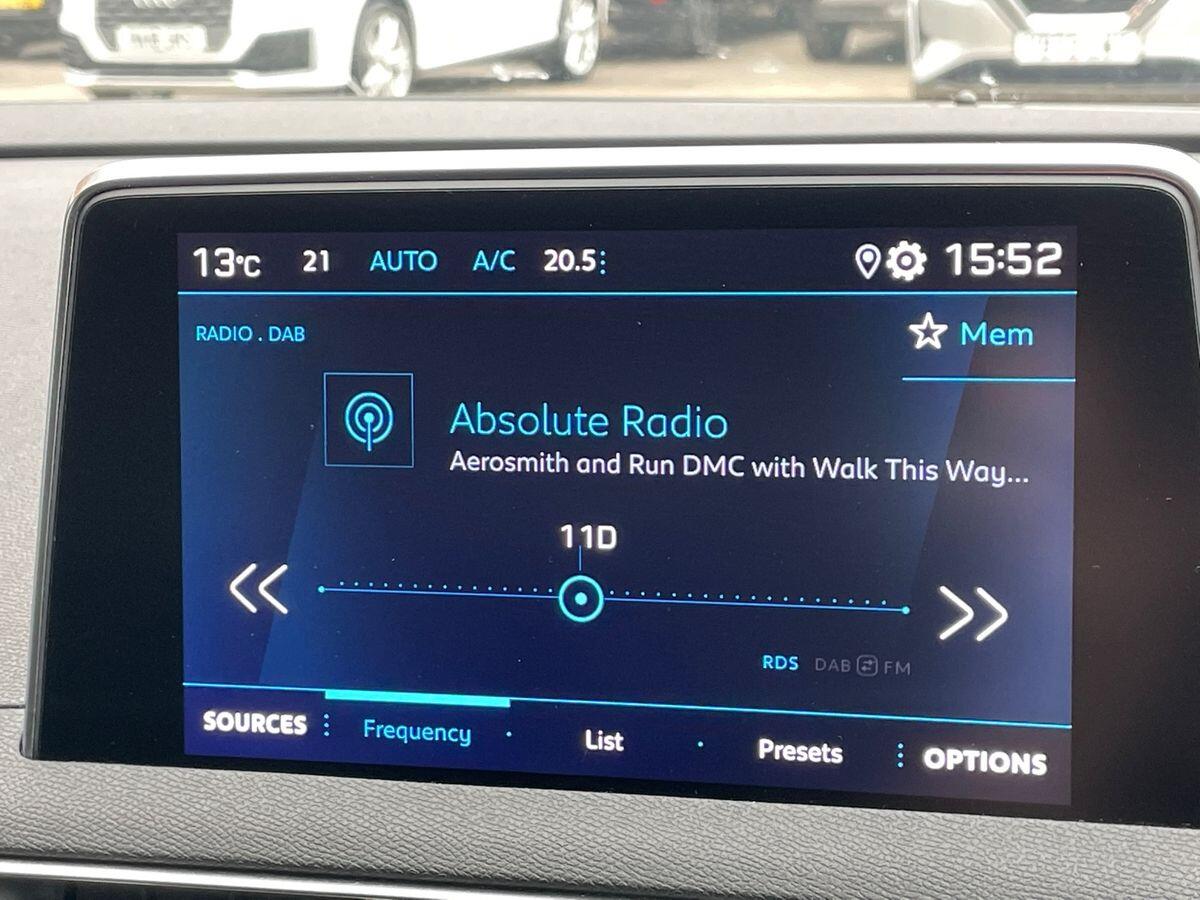 13°C 21 AUTO A/C 20.5 15:52
RADIO . DAB
Mem
Absolute Radio
Aerosmith and Run DMC with Walk This Way...
11D
RDS DAB FM
SOURCES Frequency List Presets OPTIONS